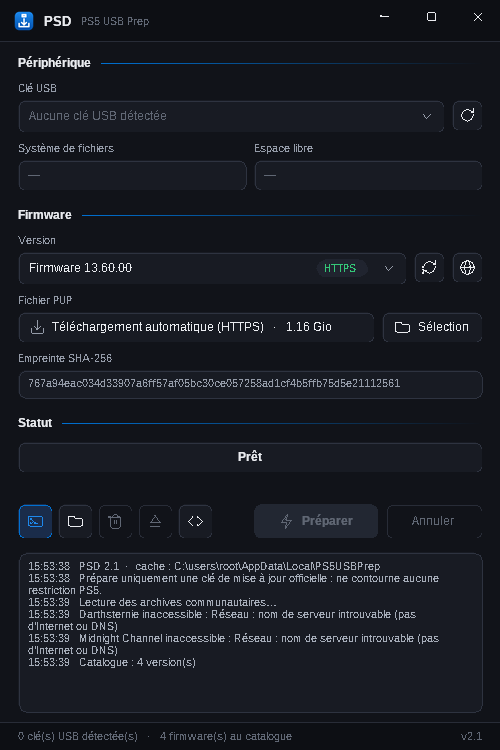 PSD PS5 USB Prep
Périphérique
Clé USB
Aucune clé USB détectée
Système de fichiers Espace libre
— —
Firmware
Version
Firmware 13.60.00 HTTPS
Fichier PUP
Téléchargement automatique (HTTPS) · 1.16 Gio Sélection
Empreinte SHA-256
767a94eac034d33907a6ff57af05bc30ce057258ad1cf4b5ffb75d5e21112561
Statut
Prêt
Préparer Annuler
15:53:38 PSD 2.1 · cache : C:\users\root\AppData\Local\PS5USBPrep
15:53:38 Prépare uniquement une clé de mise à jour officielle : ne contourne aucune
restriction PS5.
15:53:39 Lecture des archives communautaires...
15:53:39 Darthsternie inaccessible : Réseau : nom de serveur introuvable (pas
d'Internet ou DNS)
15:53:39 Midnight Channel inaccessible : Réseau : nom de serveur introuvable (pas
d'Internet ou DNS)
15:53:39 Catalogue : 4 version(s)
0 clé(s) USB détectée(s) · 4 firmware(s) au catalogue v2.1